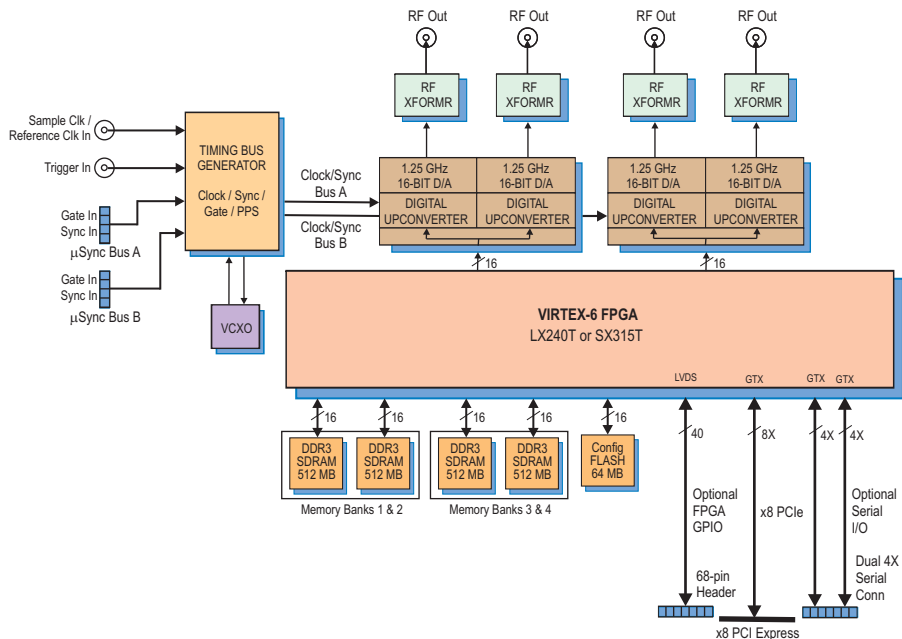 RF Out
RF Out
RF Out
RF Out
RF
XFORMR
RF
XFORMR
RF
XFORMR
RF
XFORMR
Sample Clk /
Reference Clk In
Trigger In
Gate In
Sync In
µSync Bus A
Gate In
Sync In
µSync Bus B
TIMING BUS
GENERATOR
Clock / Sync /
Gate / PPS
VCXO
Clock/Sync
Bus A
Clock/Sync
Bus B
1.25 GHz
16-BIT D/A
DIGITAL
UPCONVERTER
1.25 GHz
16-BIT D/A
DIGITAL
UPCONVERTER
1.25 GHz
16-BIT D/A
DIGITAL
UPCONVERTER
1.25 GHz
16-BIT D/A
DIGITAL
UPCONVERTER
16
16
VIRTEX-6 FPGA
LX240T or SX315T
LVDS
GTX
GTX
GTX
16
16
16
16
16
40
8X
4X
4X
DDR3
SDRAM
512 MB
DDR3
SDRAM
512 MB
DDR3
SDRAM
512 MB
DDR3
SDRAM
512 MB
Config
FLASH
64 MB
Memory Banks 1 & 2
Memory Banks 3 & 4
Optional
FPGA
GPIO
x8 PCIe
Optional
Serial
I/O
68-pin
Header
Dual 4X
Serial
Conn
x8 PCI Express